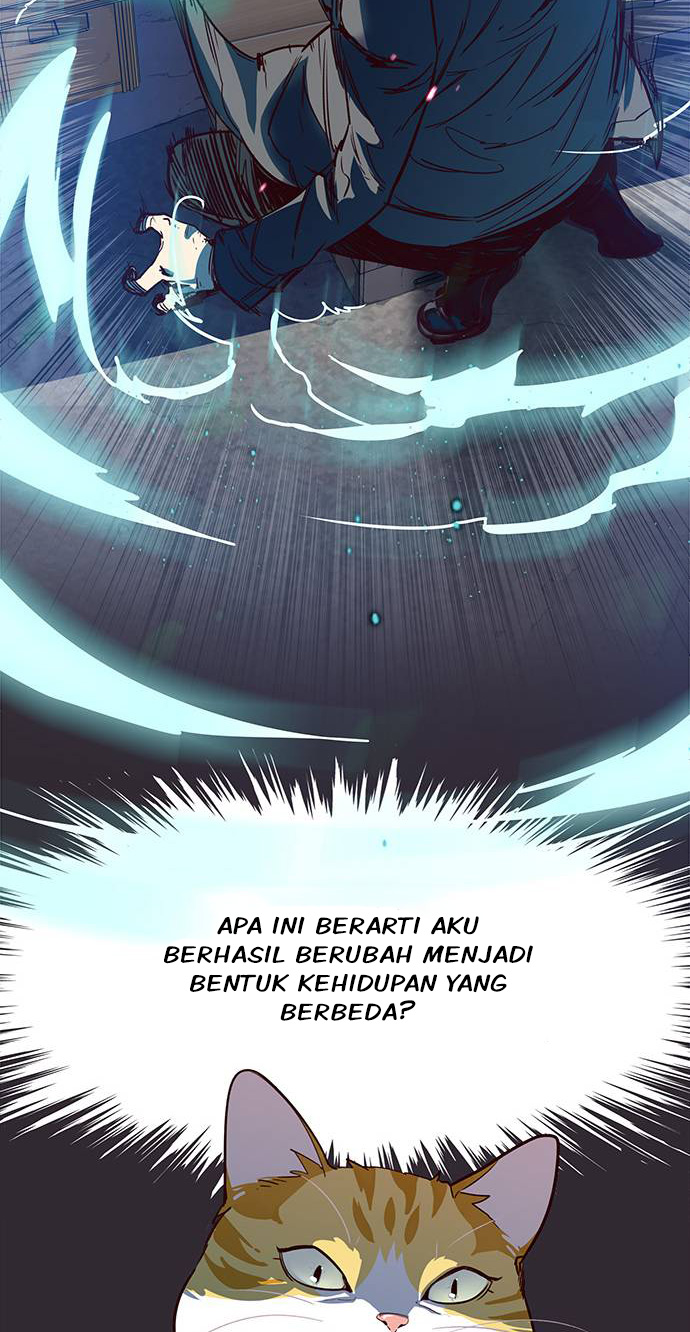 APA INI BERARTI AKU
BERHASIL BERUBAH MENJADI
BENTUK KEHIDUPAN YANG
BERBEDA?